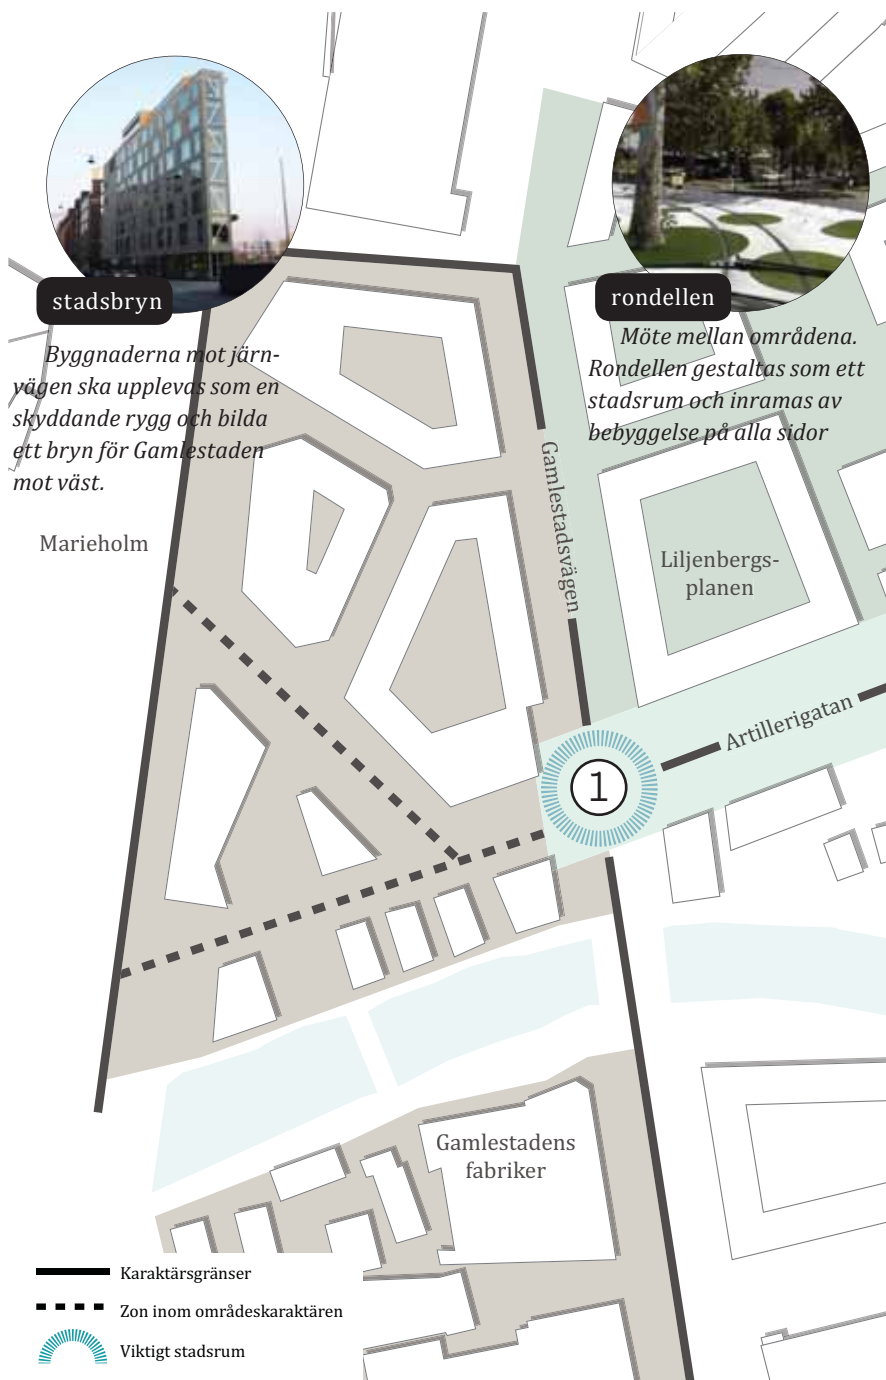 stadsbryn
Byggnaderna mot järn-
vägen ska upplevas som en
skyddande rygg och bilda
ett bryn för Gamlestaden
mot väst.
rondellen
Möte mellan områdena.
Rondellen gestaltas som ett
stadsrum och inramas av
bebyggelse på alla sidor
Marieholm
Gamlestadsvägen
Liljenbergs-
planen
Artillerigatan
1
Gamlestadens
fabriker
Karaktärsgränser
Zon inom områdeskaraktären
Viktigt stadsrum